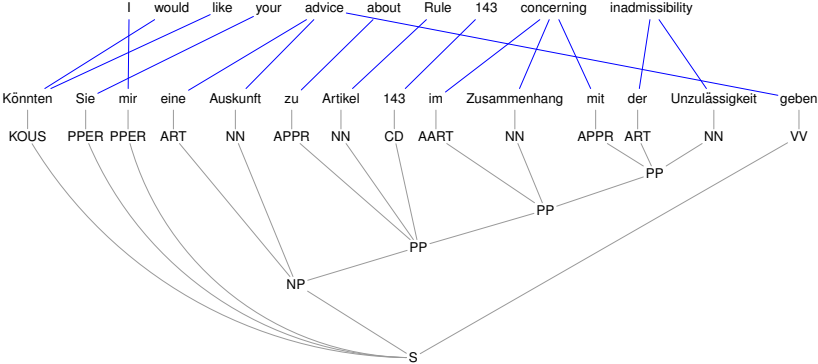 I would like your advice about Rule 143 concerning inadmissibility
Könnten Sie mir eine Auskunft zu Artikel 143 im Zusammenhang mit der Unzulässigkeit geben
KOUS PPER PPER ART NN APPR NN CD AART NN APPR ART NN VV
PP
PP
PP
NP
S